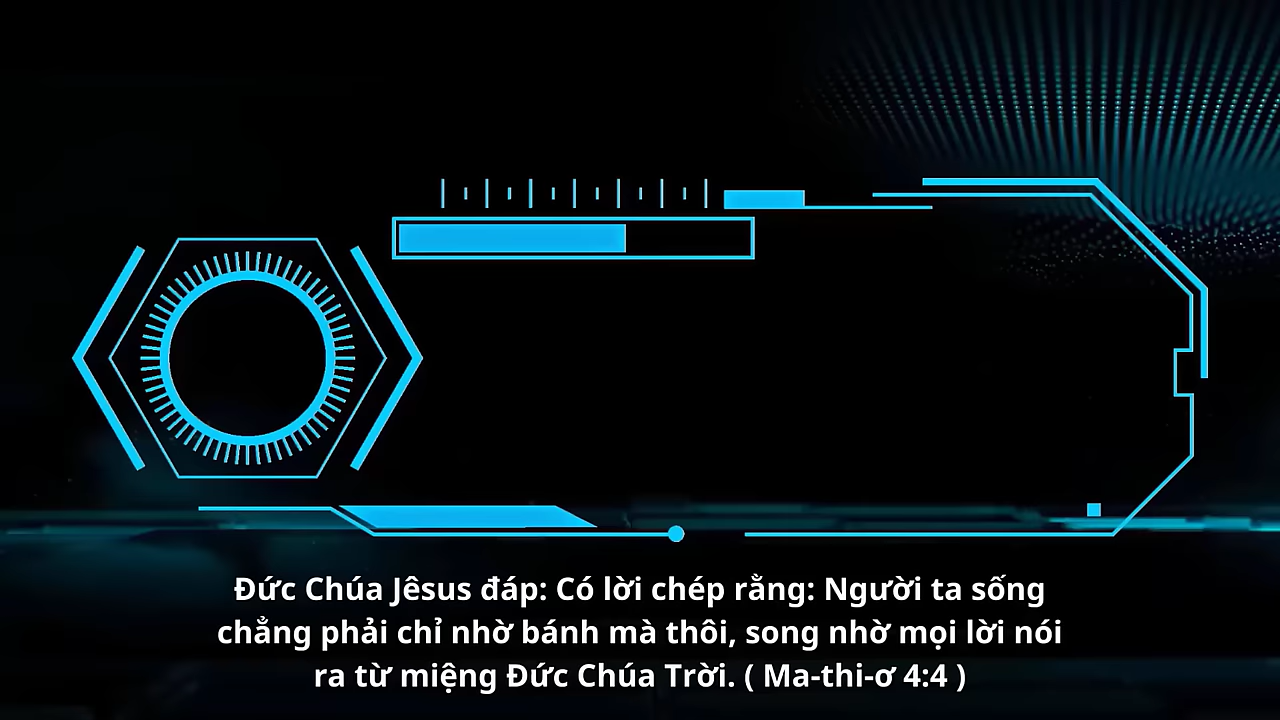 Đức Chúa Jêsus đáp: Có lời chép rằng: Người ta sống
chẳng phải chỉ nhờ bánh mà thôi, song nhờ mọi lời nói
ra từ miệng Đức Chúa Trời. ( Ma-thi-ơ 4:4 )